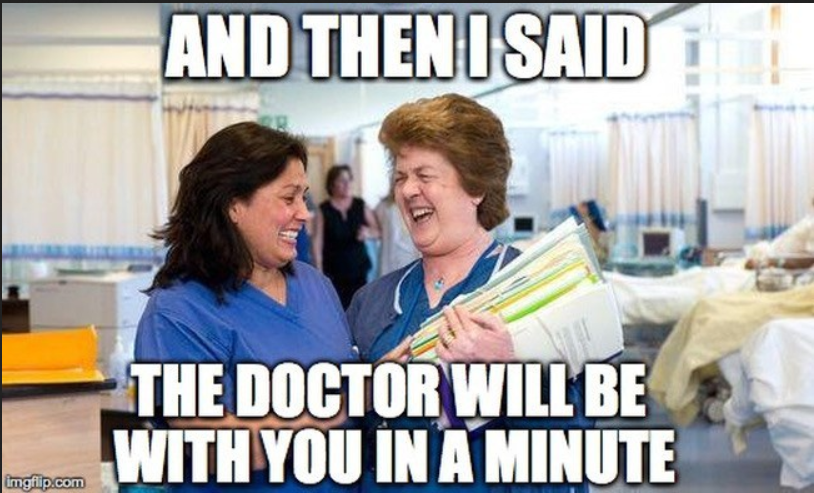 AND THEN I SAID
THE DOCTOR WILL BE
WITH YOU IN A MINUTE
imgflip.com